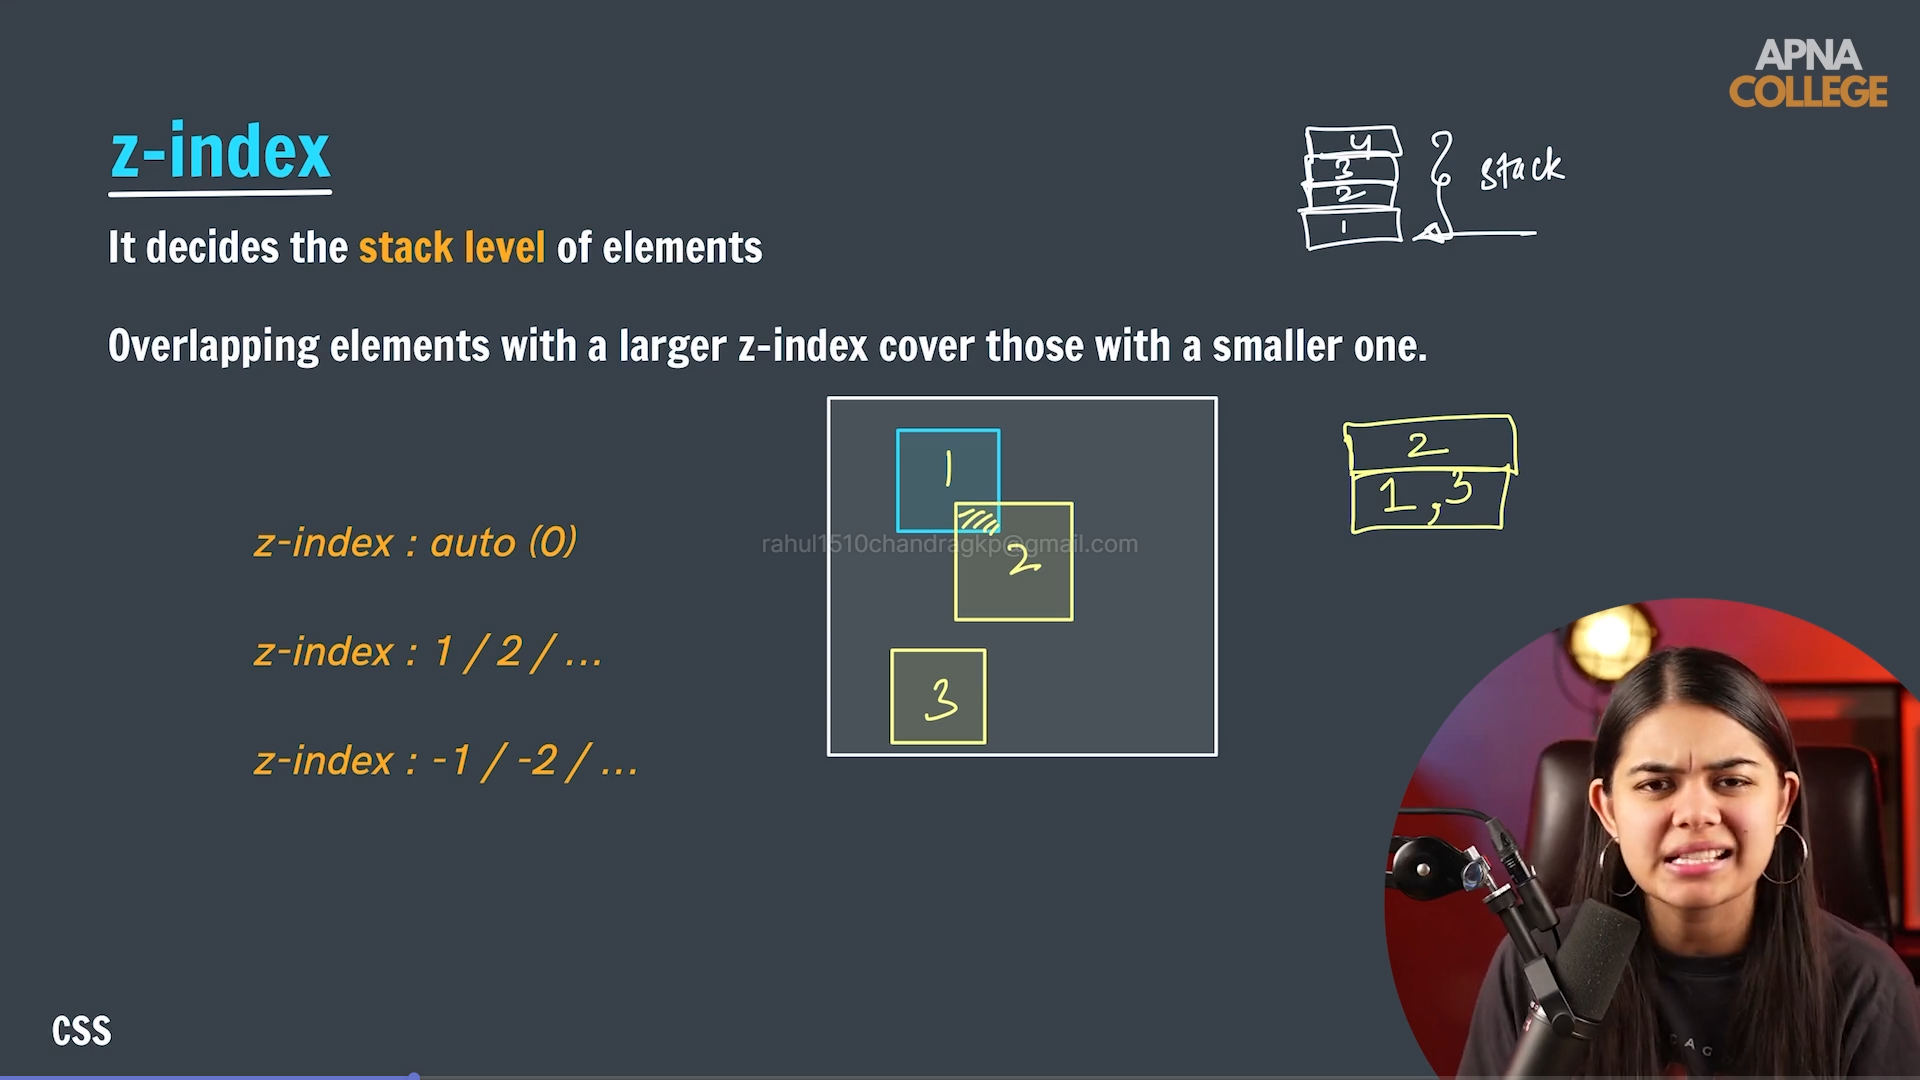 APNA
COLLEGE
z-index
4
3
2
1
stack
It decides the stack level of elements
Overlapping elements with a larger z-index cover those with a smaller one.
1
2
3
2
1,3
rahul1510chandragkp@gmail.com
z-index : auto (0)
z-index : 1 / 2 / ...
z-index : -1 / -2 / ...
CSS